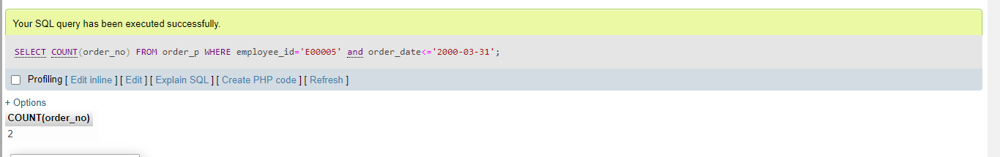 Your SQL query has been executed successfully.
SELECT COUNT(order_no) FROM order_p WHERE employee_id='E00005' and order_date<='2000-03-31';
Profiling [ Edit inline ] [ Edit ] [ Explain SQL ] [ Create PHP code ] [ Refresh ]
+ Options
COUNT(order_no)
2